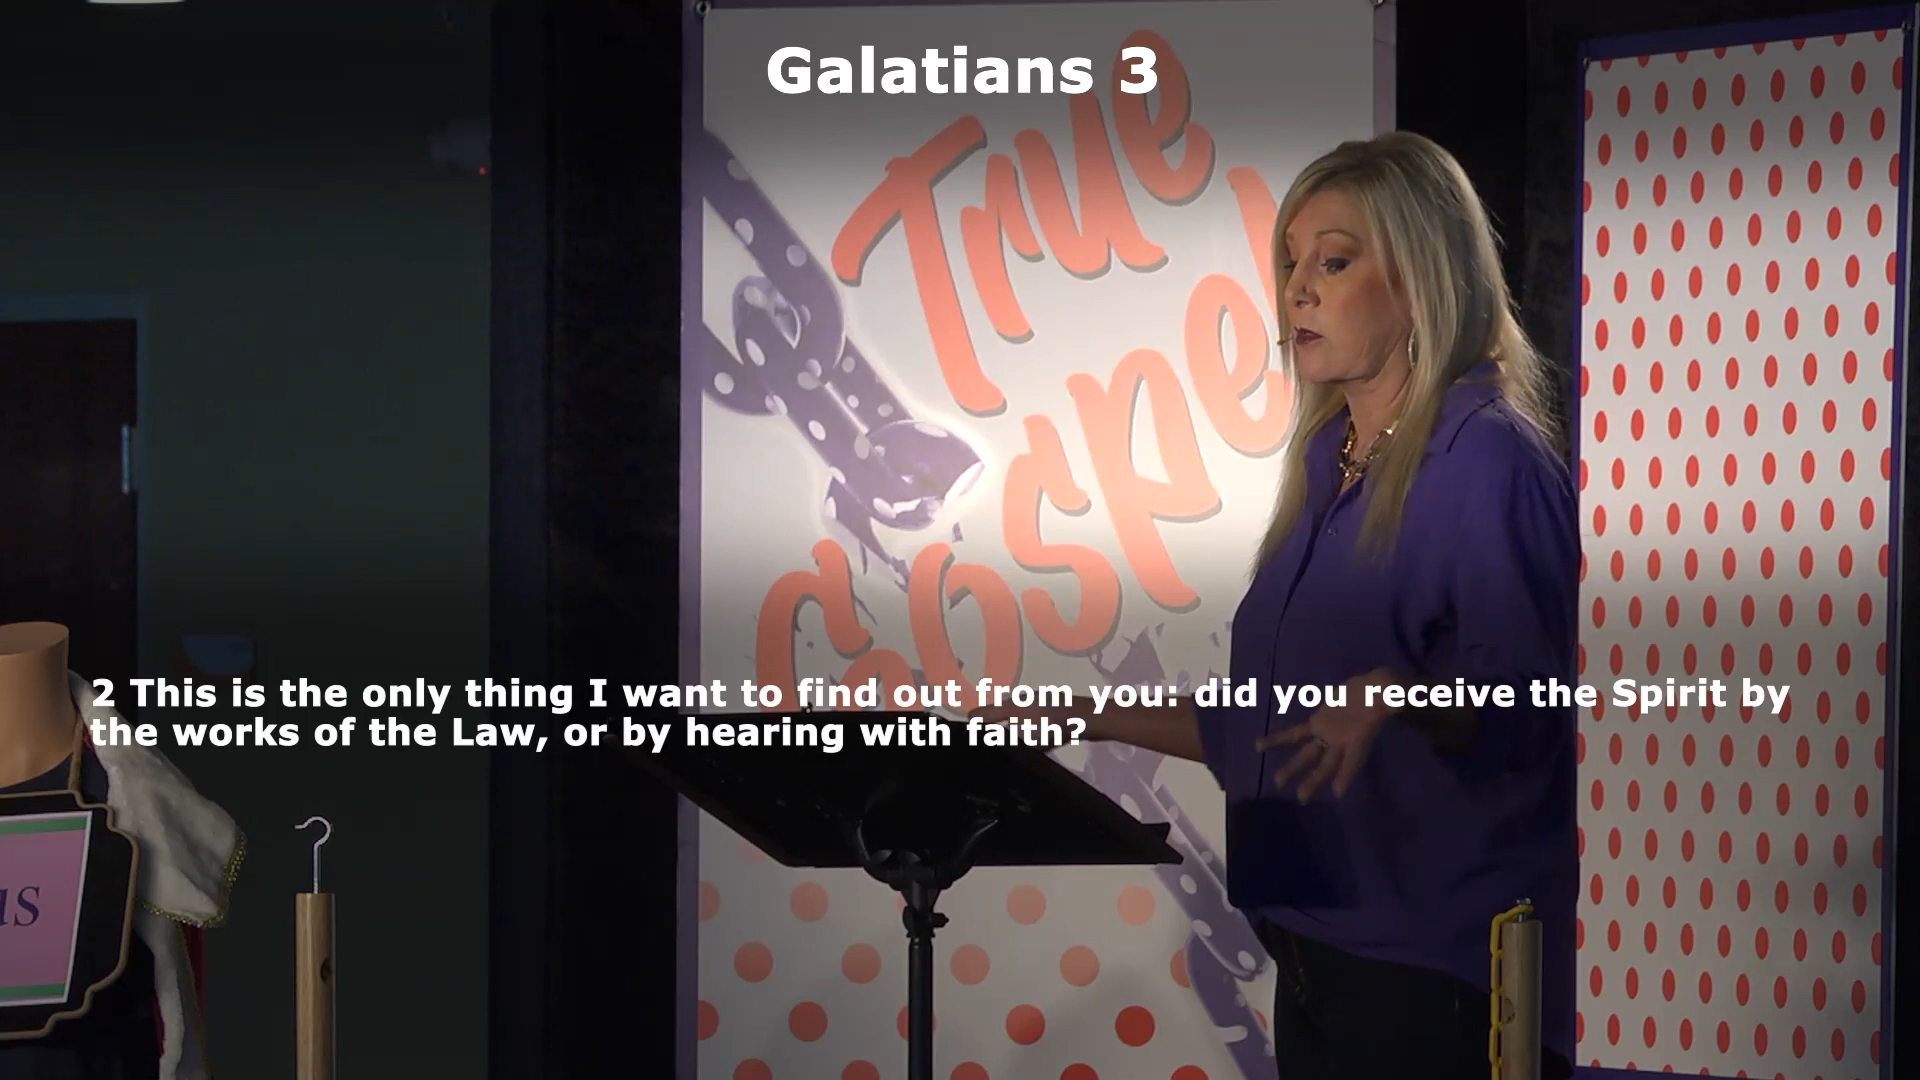 Galatians 3
True
Gospel
2 This is the only thing I want to find out from you: did you receive the Spirit by
the works of the Law, or by hearing with faith?
us